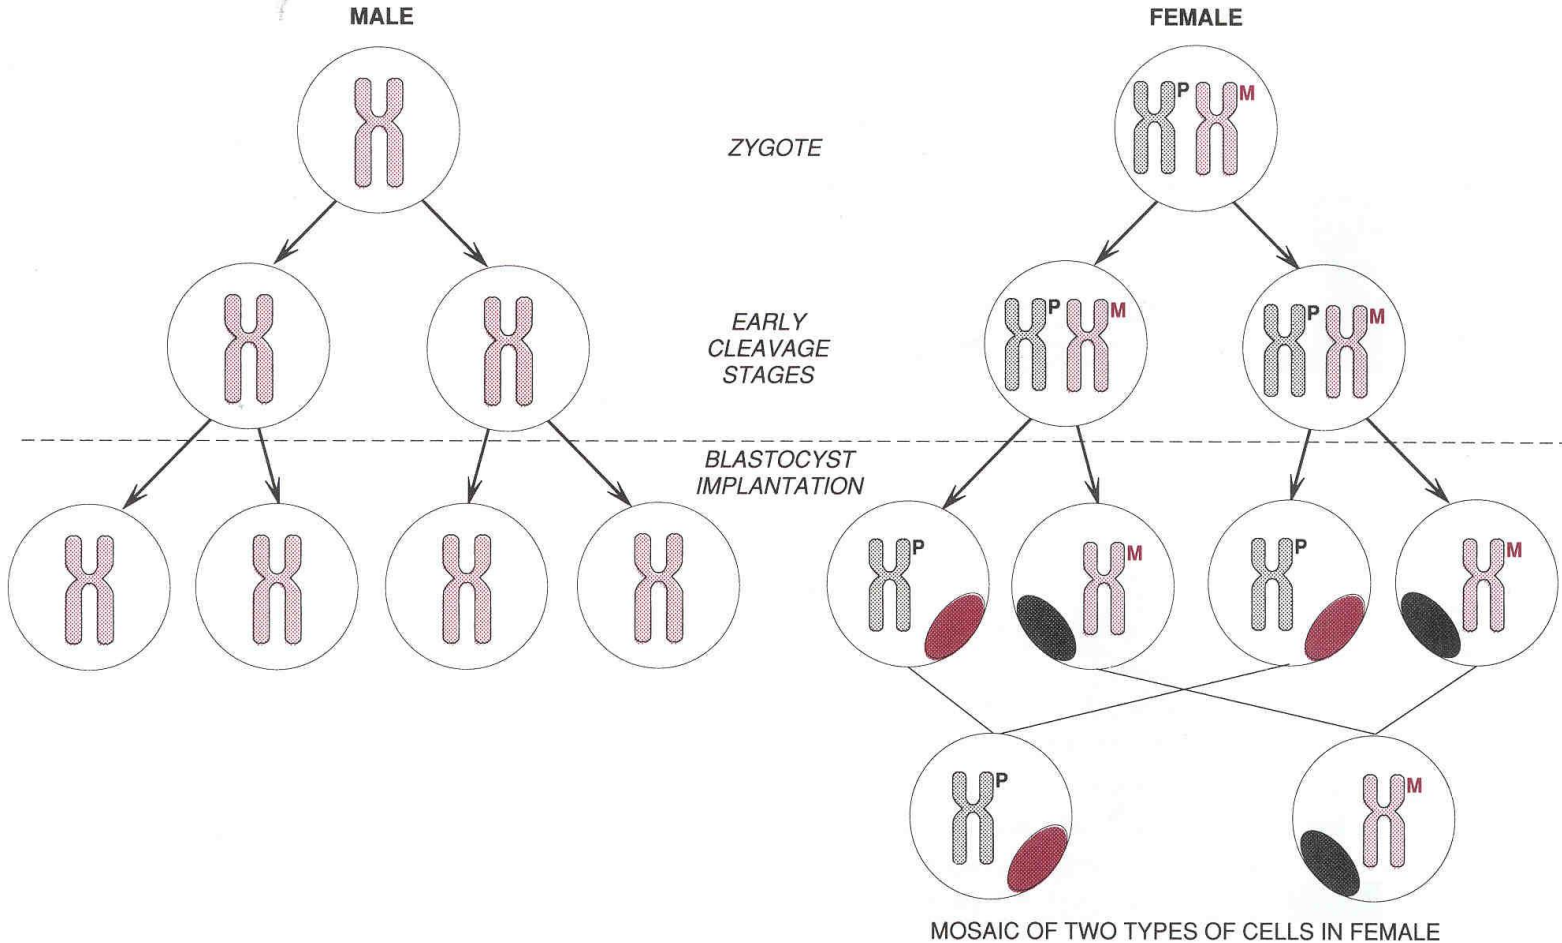 MALE
FEMALE
P M
ZYGOTE
EARLY
CLEAVAGE
STAGES
P M
P M
BLASTOCYST
IMPLANTATION
P
M
P
M
P
M
MOSAIC OF TWO TYPES OF CELLS IN FEMALE